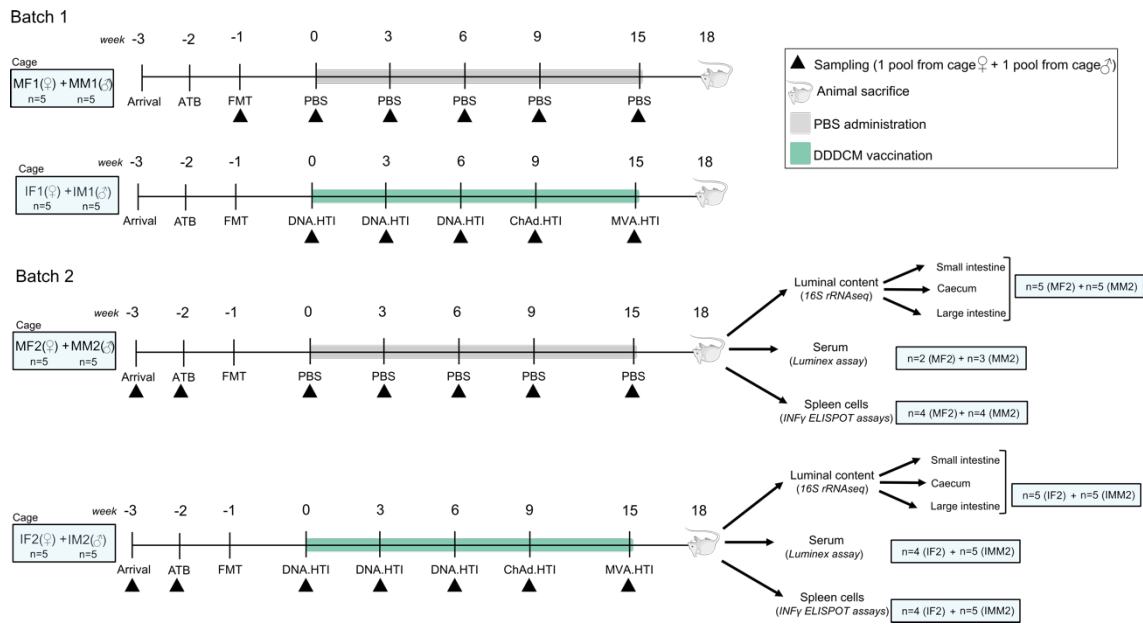 Batch 1
week -3 -2 -1 0 3 6 9 15 18
Cage
MF1(♀) +MM1(♂)
n=5 n=5
Arrival ATB FMT PBS PBS PBS PBS PBS
week -3 -2 -1 0 3 6 9 15 18
Cage
IF1(♀) +IM1(♂)
n=5 n=5
Arrival ATB FMT DNA.HTI DNA.HTI DNA.HTI ChAd.HTI MVA.HTI
Sampling (1 pool from cage♀ + 1 pool from cage♂)
Animal sacrifice
PBS administration
DDDCM vaccination
Batch 2
week -3 -2 -1 0 3 6 9 15 18
Cage
MF2(♀) +MM2(♂)
n=5 n=5
Arrival ATB FMT PBS PBS PBS PBS PBS
Luminal content
(16S rRNAseq)
Small intestine
Caecum
Large intestine
n=5 (MF2) +n=5 (MM2)
Serum
(Luminex assay)
n=2 (MF2) + n=3 (MM2)
Spleen cells
(INFγ ELISPOT assays)
n=4 (MF2) + n=4 (MM2)
week -3 -2 -1 0 3 6 9 15 18
Cage
IF2(♀) +IM2(♂)
n=5 n=5
Arrival ATB FMT DNA.HTI DNA.HTI DNA.HTI ChAd.HTI MVA.HTI
Luminal content
(16S rRNAseq)
Small intestine
Caecum
Large intestine
n=5 (IF2) + n=5 (IMM2)
Serum
(Luminex assay)
n=4 (IF2) + n=5 (IMM2)
Spleen cells
(INFγ ELISPOT assays)
n=4 (IF2) + n=5 (IMM2)